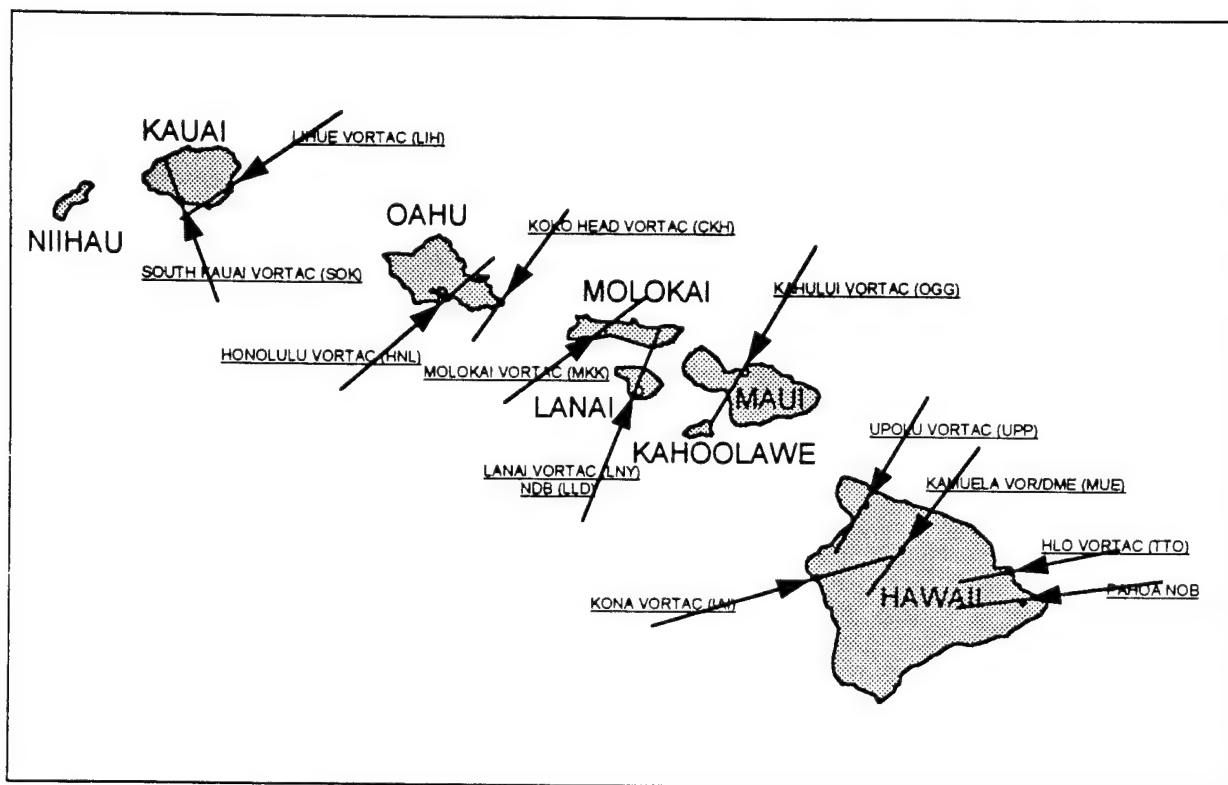 KAUAI
LIHUE VORTAC (LIH)
NIIHAU
OAHU
KOKO HEAD VORTAC (CKH)
SOUTH KAUAI VORTAC (SOK)
MOLOKAI
KAHULUI VORTAC (OGG)
HONOLULU VORTAC (HNL)
MOLOKAI VORTAC (MKK)
LANAI
MAUI
KAHOOLAWE
UPOLU VORTAC (UPP)
LANAI VORTAC (LNY)
NDB (LLD)
KAMUELA VOR/DME (MUE)
HLO VORTAC (TTO)
KONA VORTAC (IAI)
HAWAII
PAHOA NOB